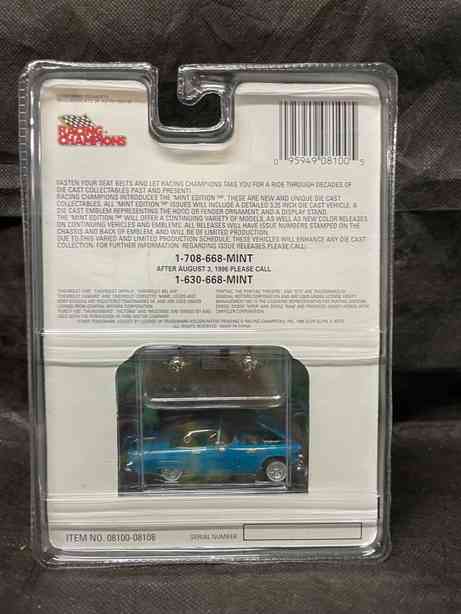 RACING
CHAMPIONS
0 95949 08100 5
FASTEN YOUR SEAT BELTS AND LET RACING CHAMPIONS TAKE YOU FOR A RIDE THROUGH DECADES OF
DIE CAST COLLECTABLES PAST AND PRESENT.
RACING CHAMPIONS INTRODUCES THE "MINT EDITION™. THESE ARE NEW AND UNIQUE DIE CAST
COLLECTABLES. ALL "MINT EDITION™ ISSUES WILL INCLUDE A DETAILED 3.25 INCH DIE CAST VEHICLE, A
DIE CAST EMBLEM REPRESENTING THE HOOD OR FENDER ORNAMENT, AND A DISPLAY STAND.
THE "MINT EDITION™ WILL OFFER A CONTINUING VARIETY OF MODELS, AS WELL AS NEW COLOR RELEASES
ON CONTINUING VEHICLES AND EMBLEMS. ALL RELEASES WILL HAVE ISSUE NUMBERS STAMPED ON THE
CHASSIS AND BACK OF EMBLEM, AND WILL BE OF LIMITED PRODUCTION.
DUE TO THIS VARIED AND LIMITED PRODUCTION SCHEDULE, THESE VEHICLES WILL ENHANCE ANY DIE CAST
COLLECTION. FOR FURTHER INFORMATION REGARDING ISSUE RELEASES, PLEASE CALL:
1-708-668-MINT
AFTER AUGUST 3, 1996 PLEASE CALL
1-630-668-MINT
ITEM NO. 08100-08108
SERIAL NUMBER